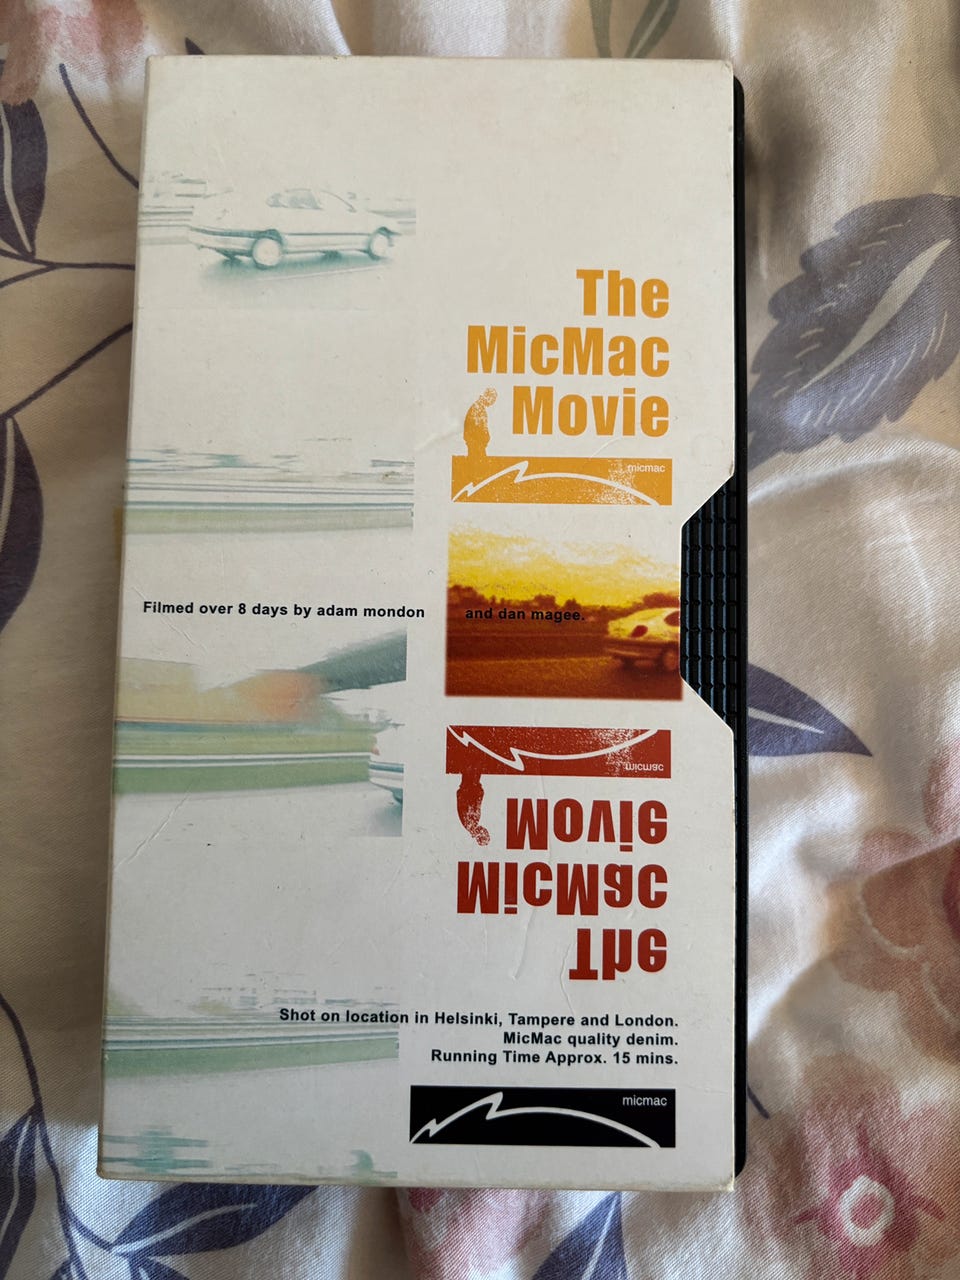 The
MicMac
Movie
micmac
Filmed over 8 days by adam mondon and dan magee.
micmac
Movie
MicMac
The
Shot on location in Helsinki, Tampere and London.
MicMac quality denim.
Running Time Approx. 15 mins.
micmac